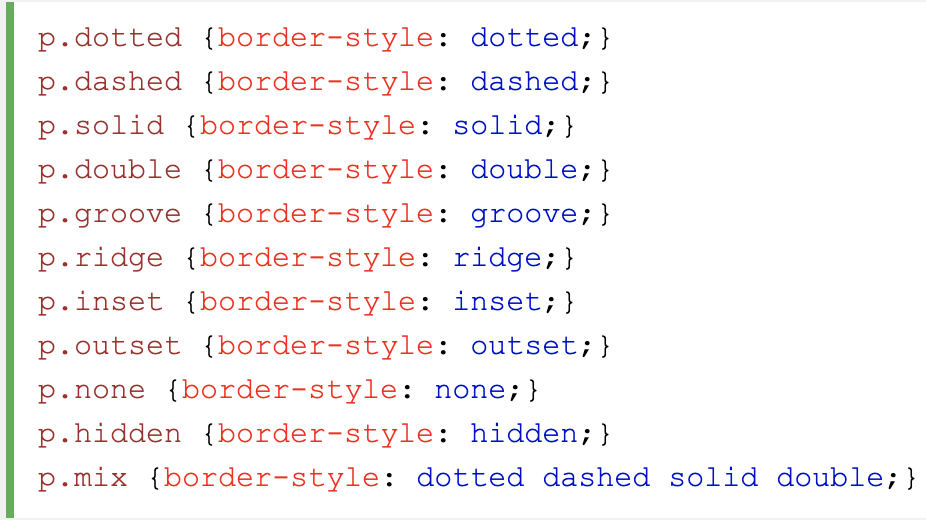 p.dotted {border-style: dotted;}
p.dashed {border-style: dashed;}
p.solid {border-style: solid;}
p.double {border-style: double;}
p.groove {border-style: groove;}
p.ridge {border-style: ridge;}
p.inset {border-style: inset;}
p.outset {border-style: outset;}
p.none {border-style: none;}
p.hidden {border-style: hidden;}
p.mix {border-style: dotted dashed solid double;}